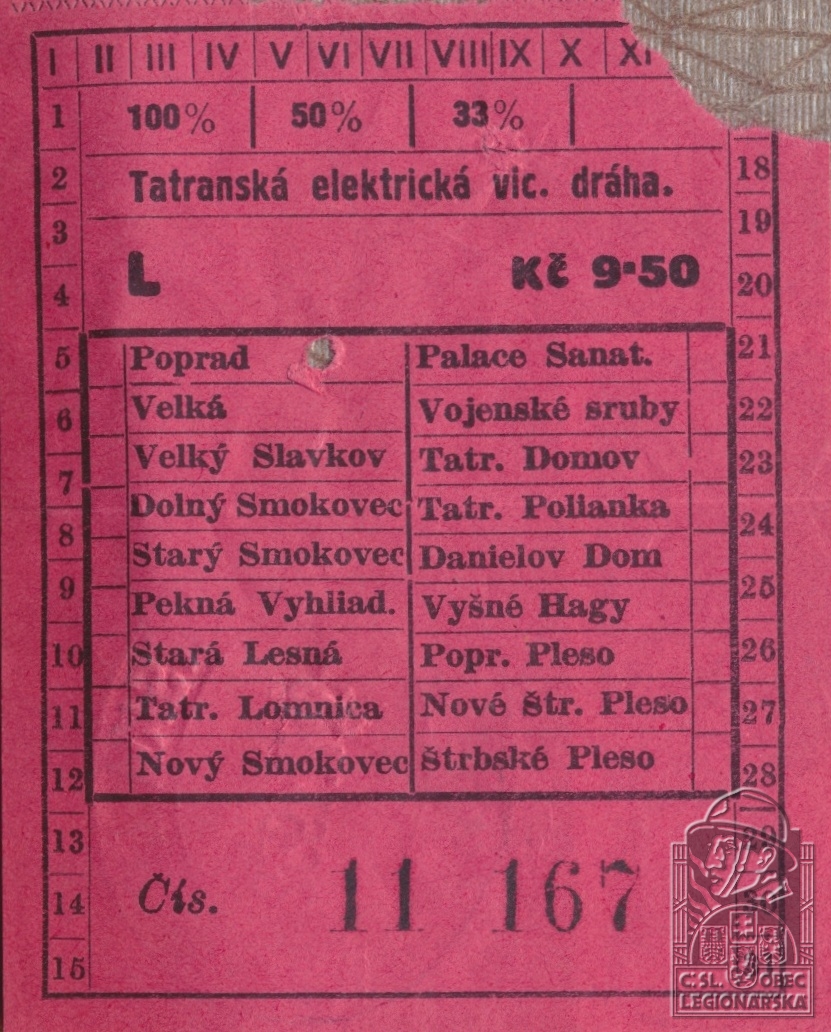 I II III IV V VI VII VIII IX X XI
1 100% 50% 33%
2 Tatranská elektrická vic. dráha. 18
3 19
4 L Kč 9·50 20
5 Poprad Palace Sanat. 21
6 Velká Vojenské sruby 22
7 Velký Slavkov Tatr. Domov 23
8 Dolný Smokovec Tatr. Polianka 24
9 Starý Smokovec Danielov Dom 25
Pekná Vyhliad. Vyšné Hagy
10 Stará Lesná Popr. Pleso 26
11 Tatr. Lomnica Nové štr. Pleso 27
12 Nový Smokovec štrbské Pleso 28
13 29
14 Čís. 11 167 30
15 31
Č.SL. OBEC
LEGIONÁŘSKÁ